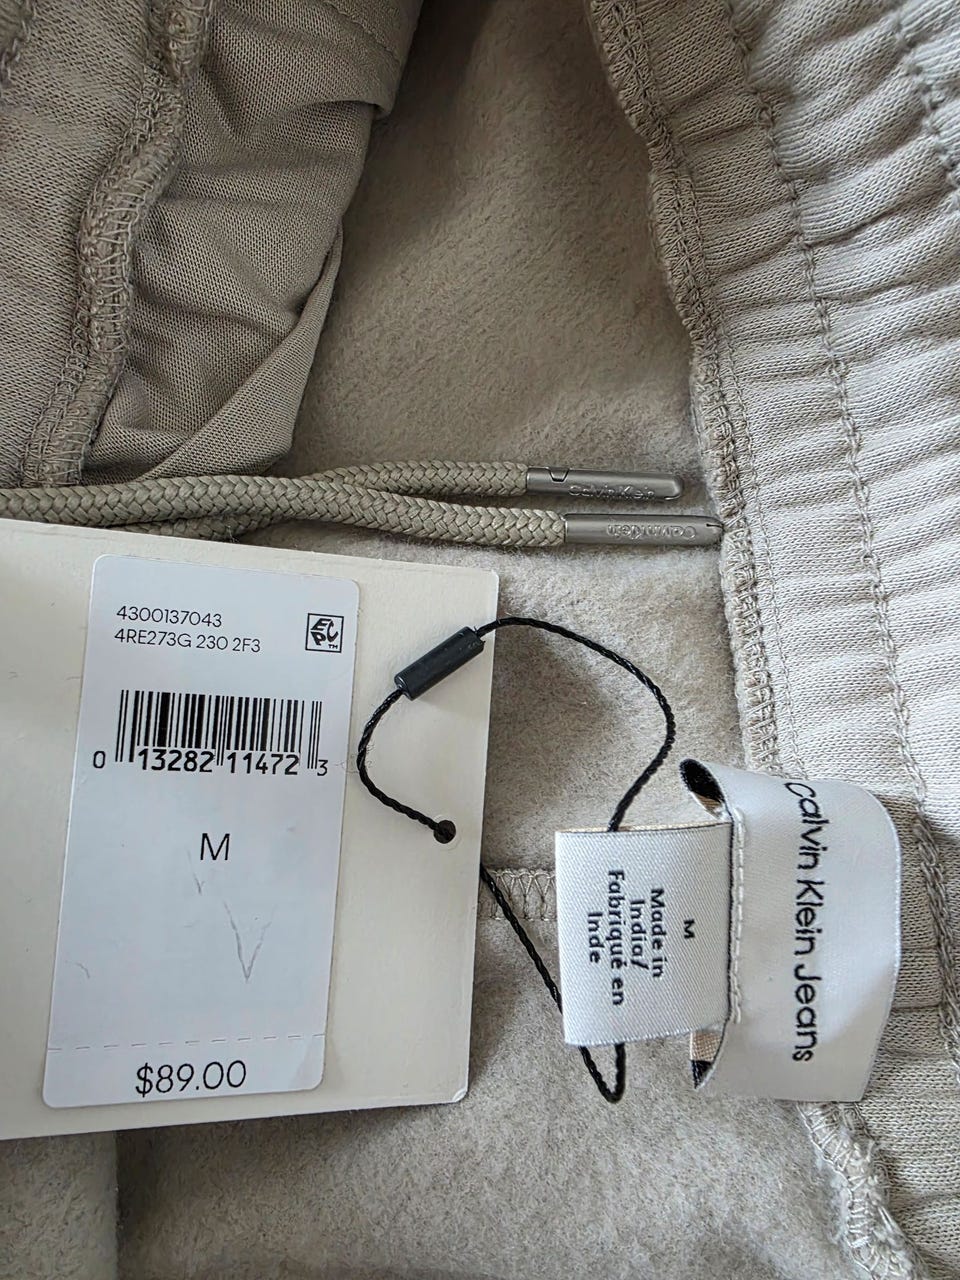 Calvin Klein
Calvin Klein
4300137043
4RE273G 230 2F3
EPC™
0 13282 11472 3
M
$89.00
M
Made in
India/
Fabriqué en
Inde
Calvin Klein Jeans